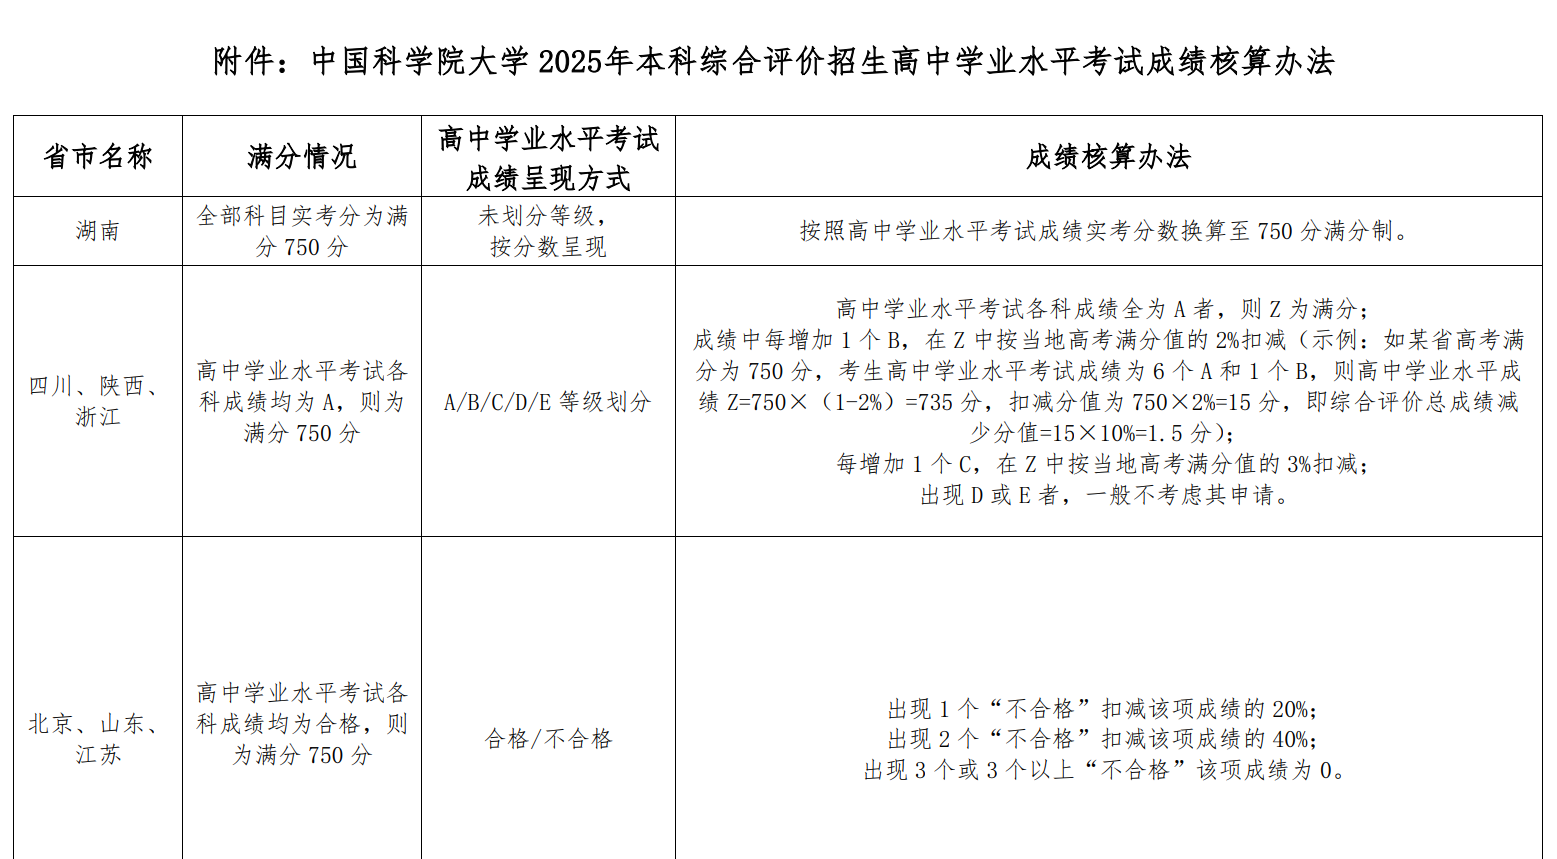 附件：中国科学院大学 2025年本科综合评价招生高中学业水平考试成绩核算办法
省市名称
满分情况
高中学业水平考试
成绩呈现方式
成绩核算办法
湖南
全部科目实考分为满
分 750 分
未划分等级，
按分数呈现
按照高中学业水平考试成绩实考分数换算至 750 分满分制。
四川、陕西、
浙江
高中学业水平考试各
科成绩均为 A，则为
满分 750 分
A/B/C/D/E 等级划分
高中学业水平考试各科成绩全为 A 者，则 Z 为满分；
成绩中每增加 1 个 B，在 Z 中按当地高考满分值的 2%扣减（示例：如某省高考满
分为 750 分，考生高中学业水平考试成绩为 6 个 A 和 1 个 B，则高中学业水平成
绩 Z=750×（1-2%）=735 分，扣减分值为 750×2%=15 分，即综合评价总成绩减
少分值=15×10%=1.5 分）；
每增加 1 个 C，在 Z 中按当地高考满分值的 3%扣减；
出现 D 或 E 者，一般不考虑其申请。
北京、山东、
江苏
高中学业水平考试各
科成绩均为合格，则
为满分 750 分
合格/不合格
出现 1 个“不合格”扣减该项成绩的 20%；
出现 2 个“不合格”扣减该项成绩的 40%；
出现 3 个或 3 个以上“不合格”该项成绩为 0。